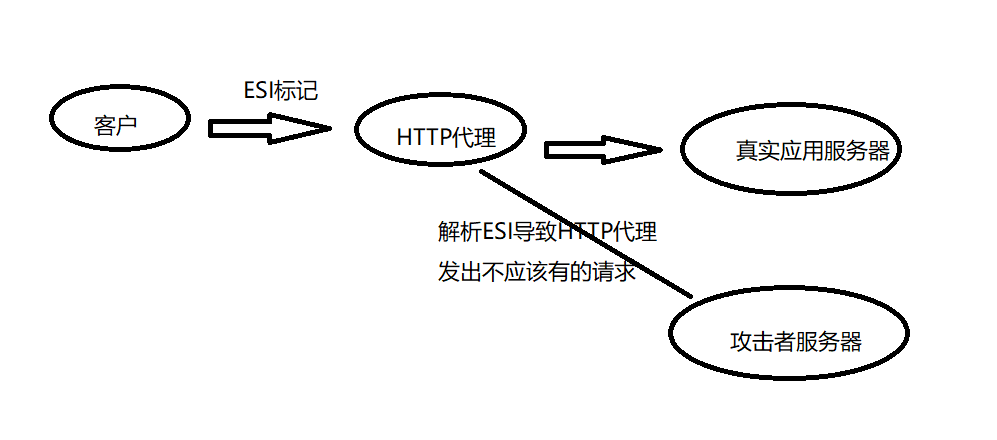 ESI标记
客户
HTTP代理
真实应用服务器
解析ESI导致HTTP代理
发出不应该有的请求
攻击者服务器